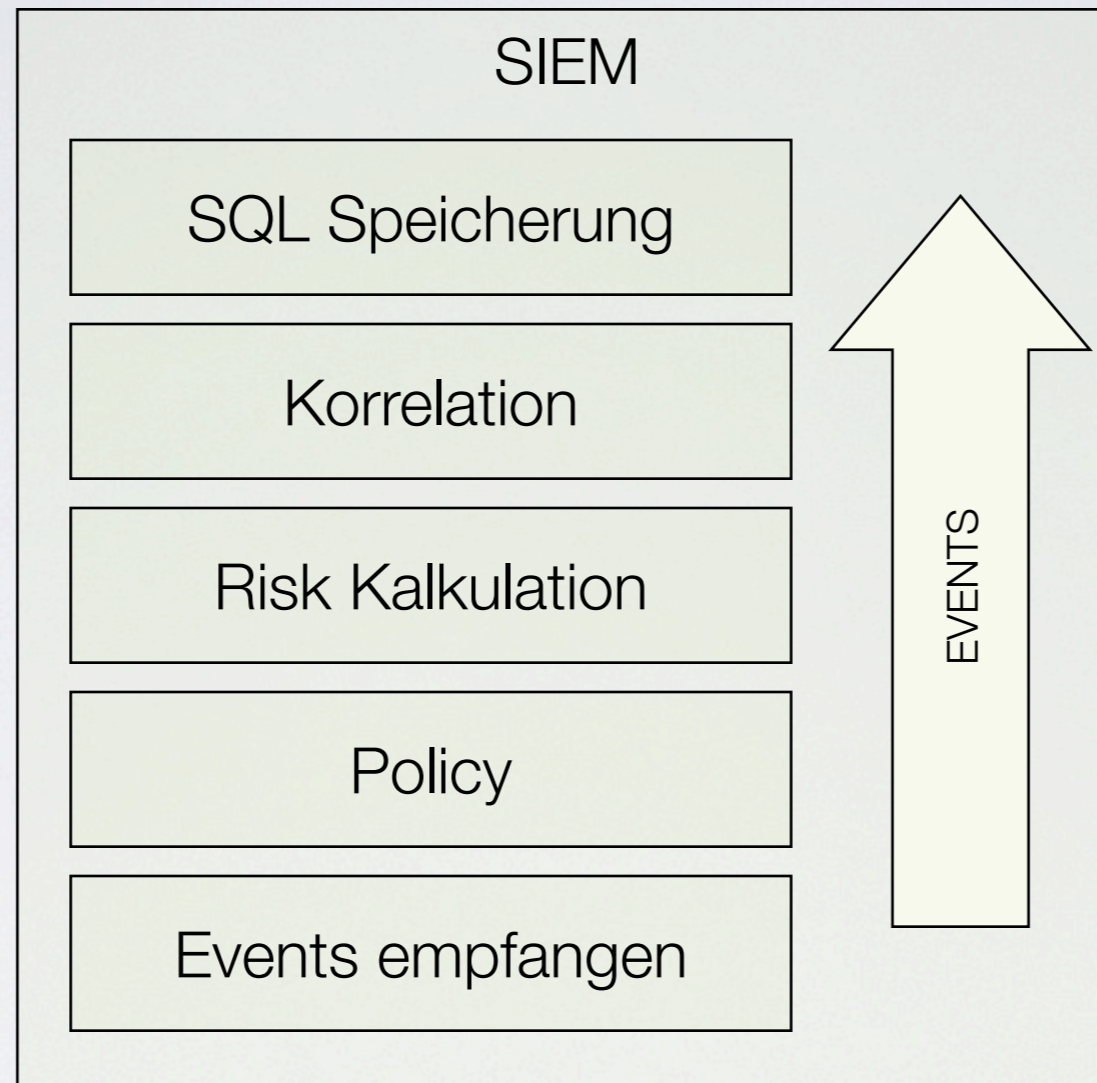 SIEM
SQL Speicherung
Korrelation
Risk Kalkulation
EVENTS
Policy
Events empfangen